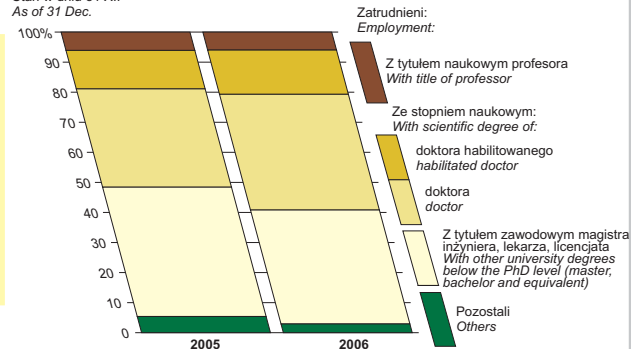 As of 31 Dec.
Zatrudnieni:
Employment:
100%
90
80
70
60
50
40
30
20
10
0
2005
2006
Z tytułem naukowym profesora
With title of professor
Ze stopniem naukowym:
With scientific degree of:
doktora habilitowanego
habilitated doctor
doktora
doctor
Z tytułem zawodowym magistra
inżyniera, lekarza, licencjata
With other university degrees
below the PhD level (master,
bachelor and equivalent)
Pozostali
Others